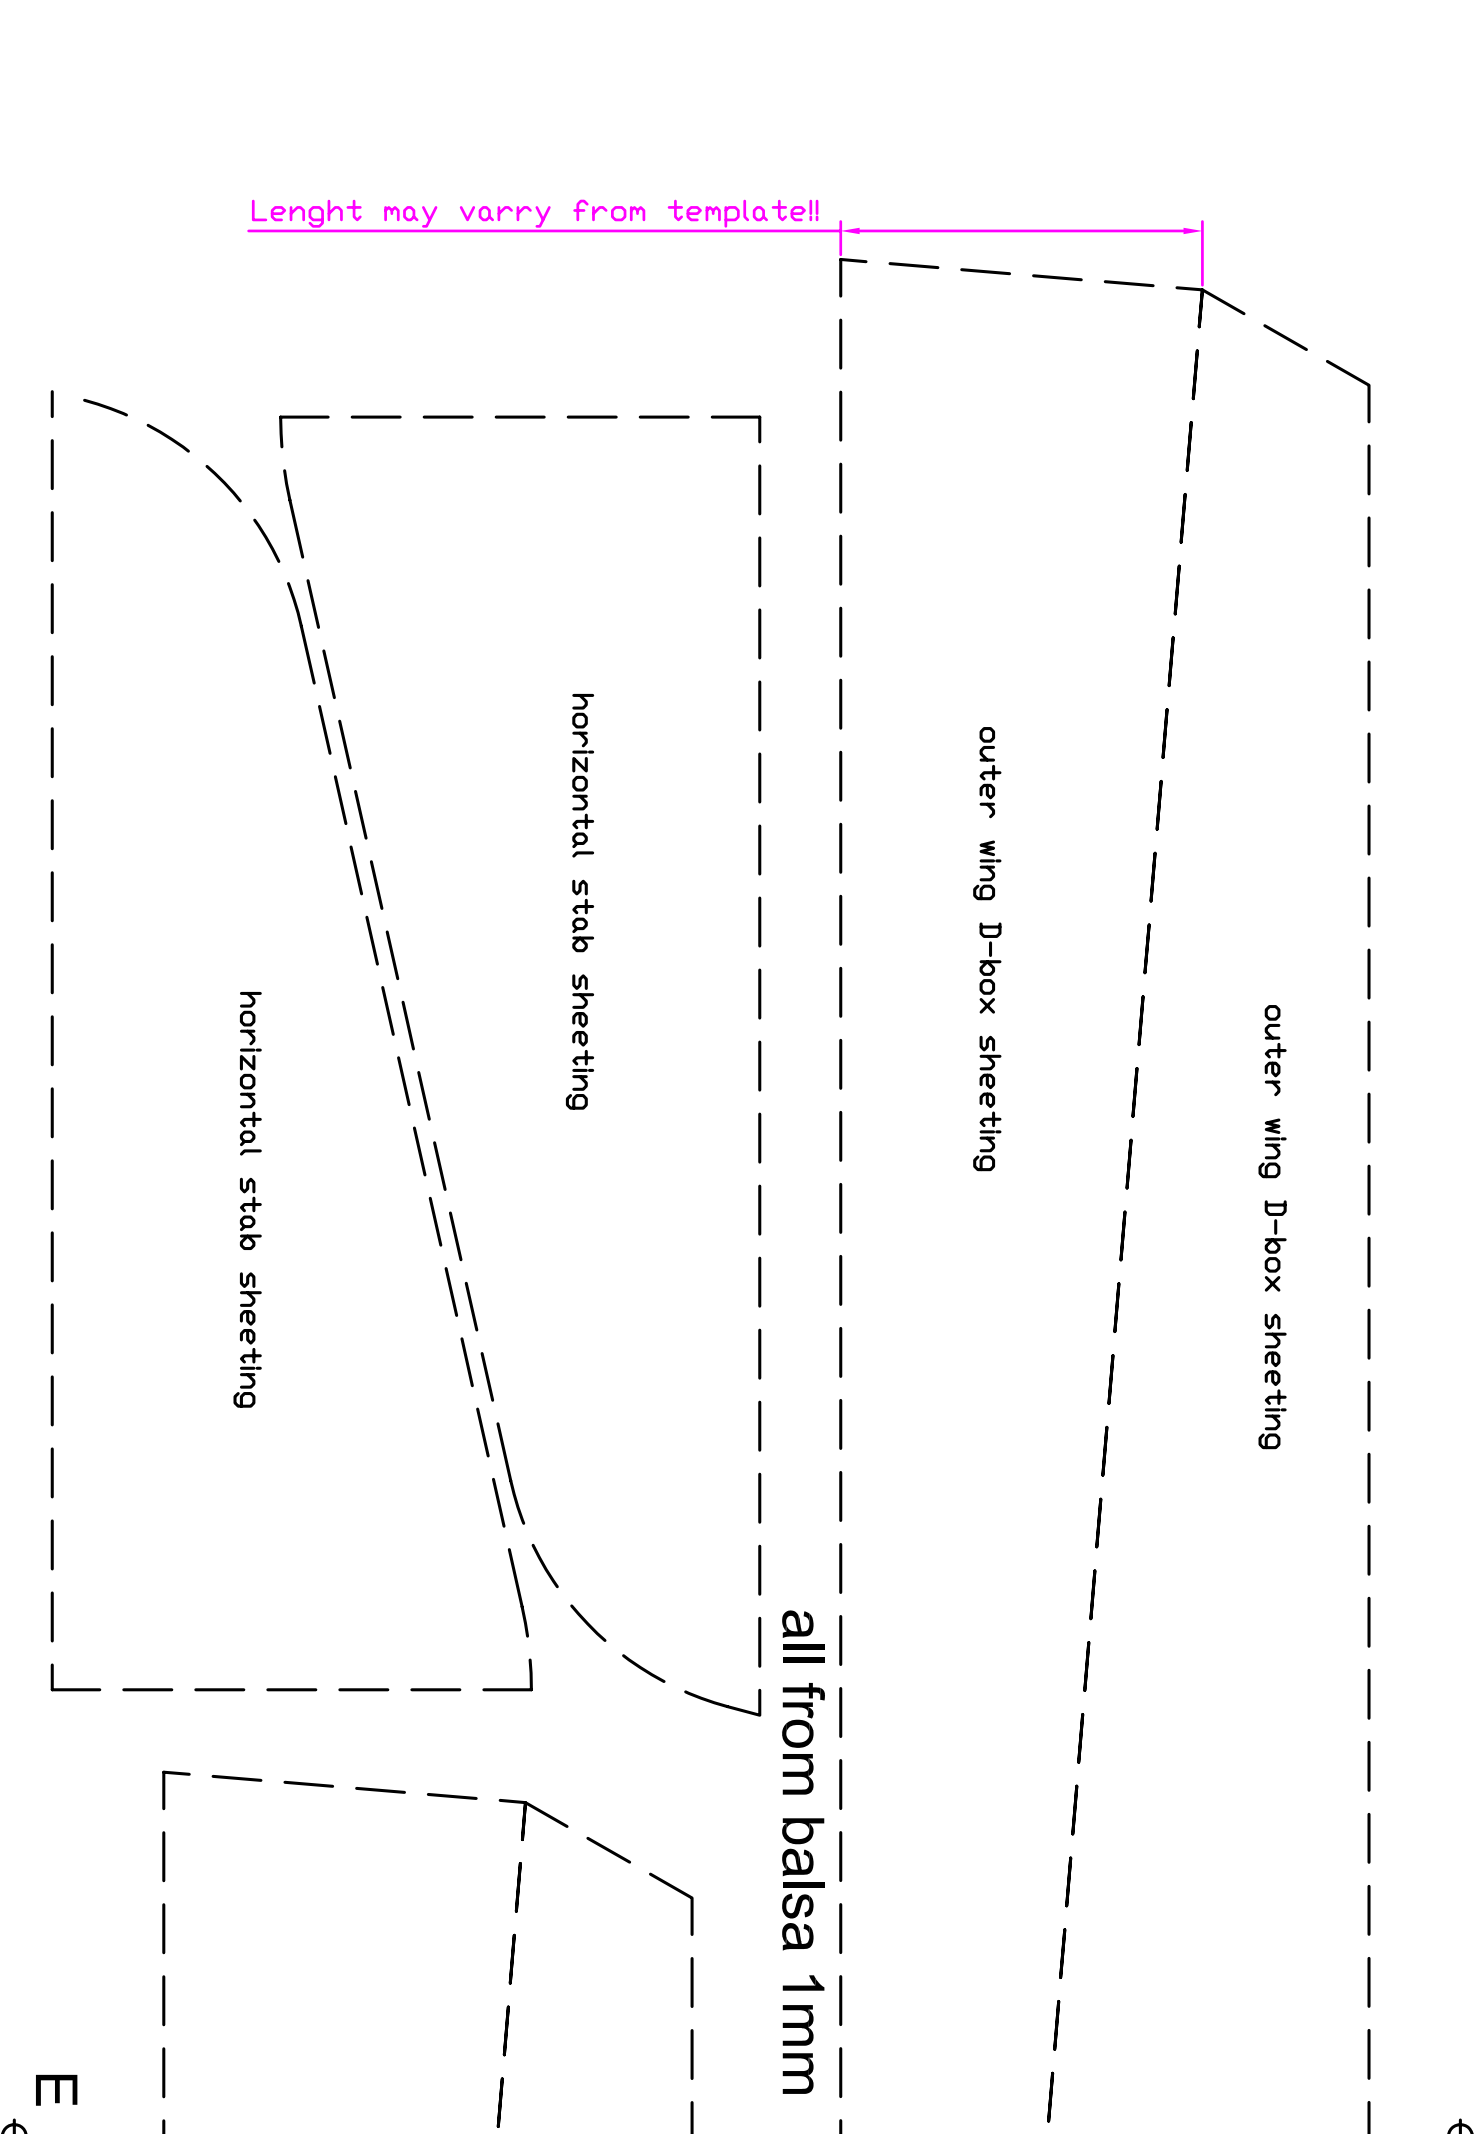 Lenght may varry from template!!
outer wing D-box sheeting
outer wing D-box sheeting
horizontal stab sheeting
horizontal stab sheeting
all from balsa 1mm
E